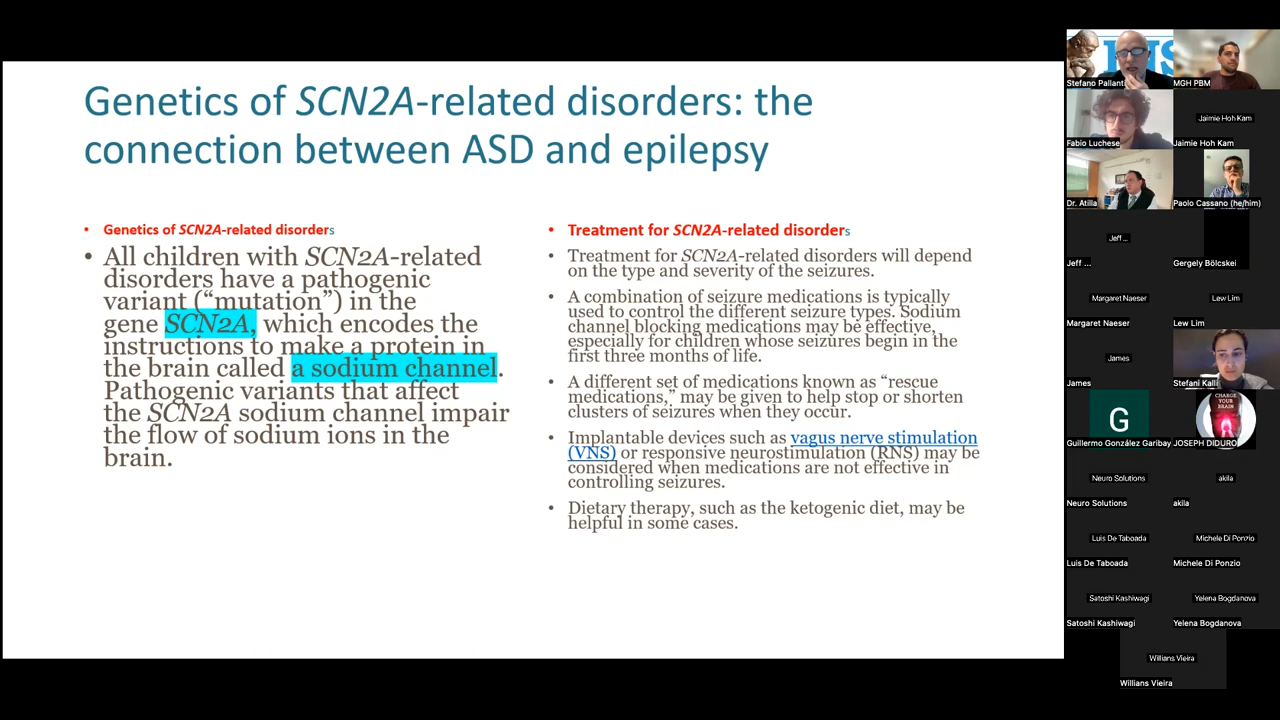 Genetics of SCN2A-related disorders: the
connection between ASD and epilepsy
• Genetics of SCN2A-related disorders
• All children with SCN2A-related
disorders have a pathogenic
variant (“mutation”) in the
gene SCN2A, which encodes the
instructions to make a protein in
the brain called a sodium channel.
Pathogenic variants that affect
the SCN2A sodium channel impair
the flow of sodium ions in the
brain.
• Treatment for SCN2A-related disorders
• Treatment for SCN2A-related disorders will depend
on the type and severity of the seizures.
• A combination of seizure medications is typically
used to control the different seizure types. Sodium
channel blocking medications may be effective,
especially for children whose seizures begin in the
first three months of life.
• A different set of medications known as “rescue
medications,” may be given to help stop or shorten
clusters of seizures when they occur.
• Implantable devices such as vagus nerve stimulation
(VNS) or responsive neurostimulation (RNS) may be
considered when medications are not effective in
controlling seizures.
• Dietary therapy, such as the ketogenic diet, may be
helpful in some cases.
Stefano Pallanti
MGH PBM
Fabio Luchese
Jaimie Hoh Kam
Jaimie Hoh Kam
Dr. Atilla
Paolo Cassano (he/him)
Jeff ...
Jeff ...
Gergely Bölcskei
Margaret Naeser
Margaret Naeser
Lew Lim
Lew Lim
James
James
Stefani Kalli
G
Guillermo González Garibay
CHARGE
YOUR
BRAIN
JOSEPH DIDURO
Neuro Solutions
Neuro Solutions
akila
akila
Luis De Taboada
Luis De Taboada
Michele Di Ponzio
Michele Di Ponzio
Satoshi Kashiwagi
Satoshi Kashiwagi
Yelena Bogdanova
Yelena Bogdanova
Willians Vieira
Willians Vieira